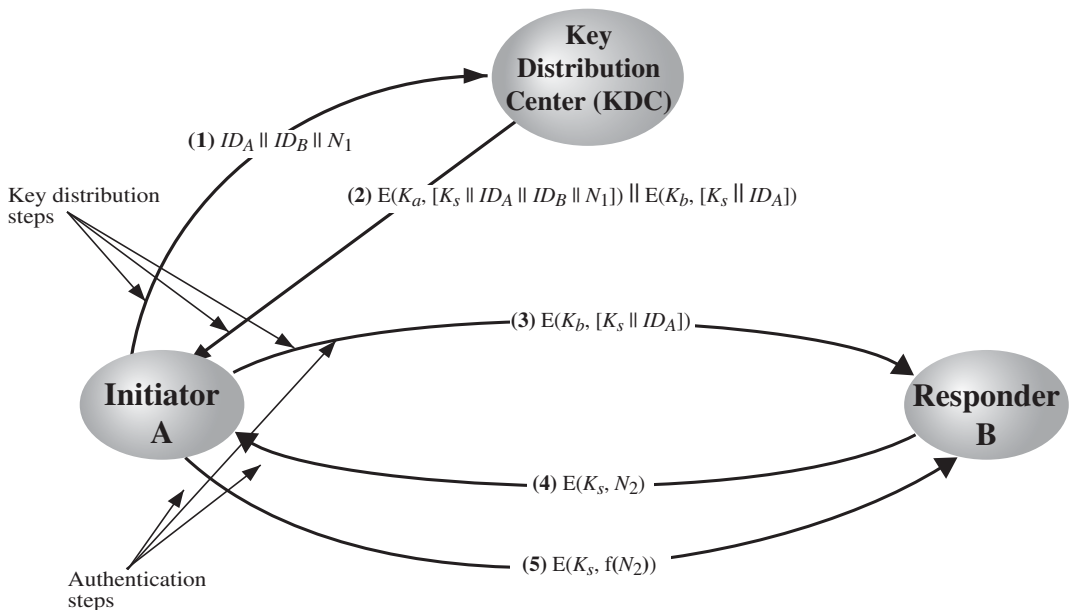 Key
Distribution
Center (KDC)
(1) ID_A || ID_B || N_1
(2) E(K_a, [K_s || ID_A || ID_B || N_1]) || E(K_b, [K_s || ID_A])
Key distribution
steps
(3) E(K_b, [K_s || ID_A])
Initiator
A
Responder
B
(4) E(K_s, N_2)
(5) E(K_s, f(N_2))
Authentication
steps